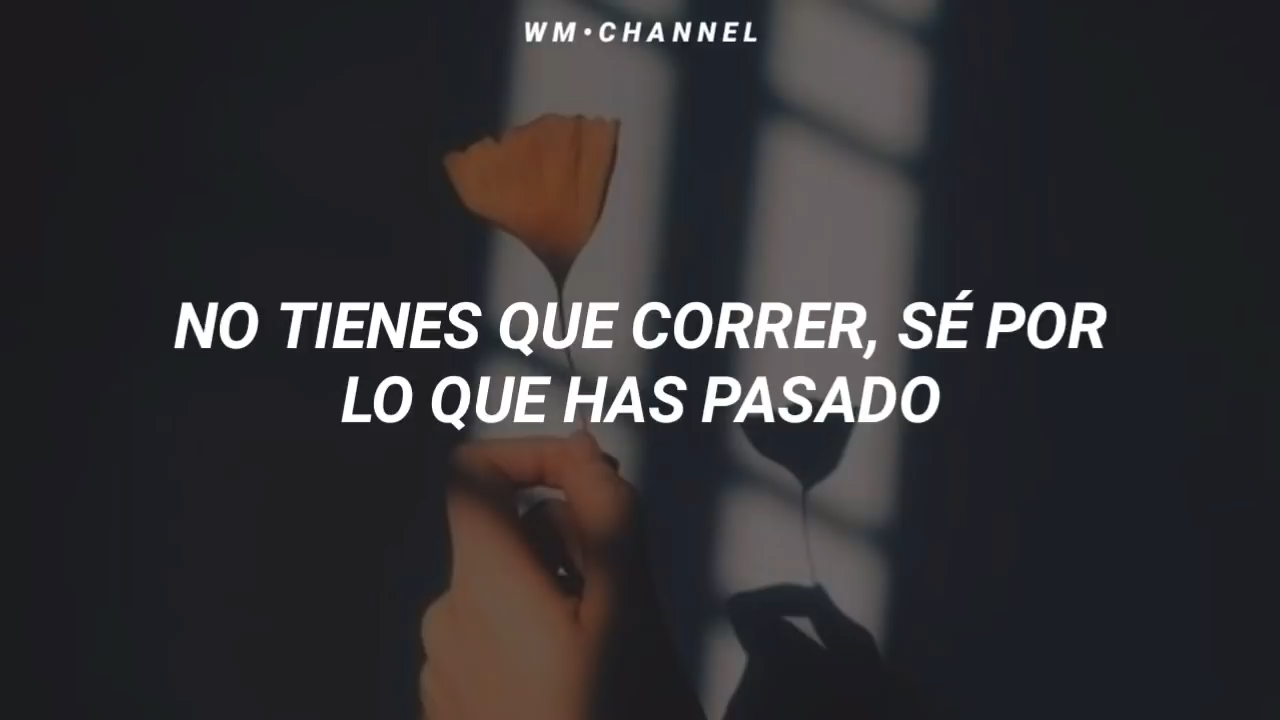 WM•CHANNEL
NO TIENES QUE CORRER, SÉ POR
LO QUE HAS PASADO